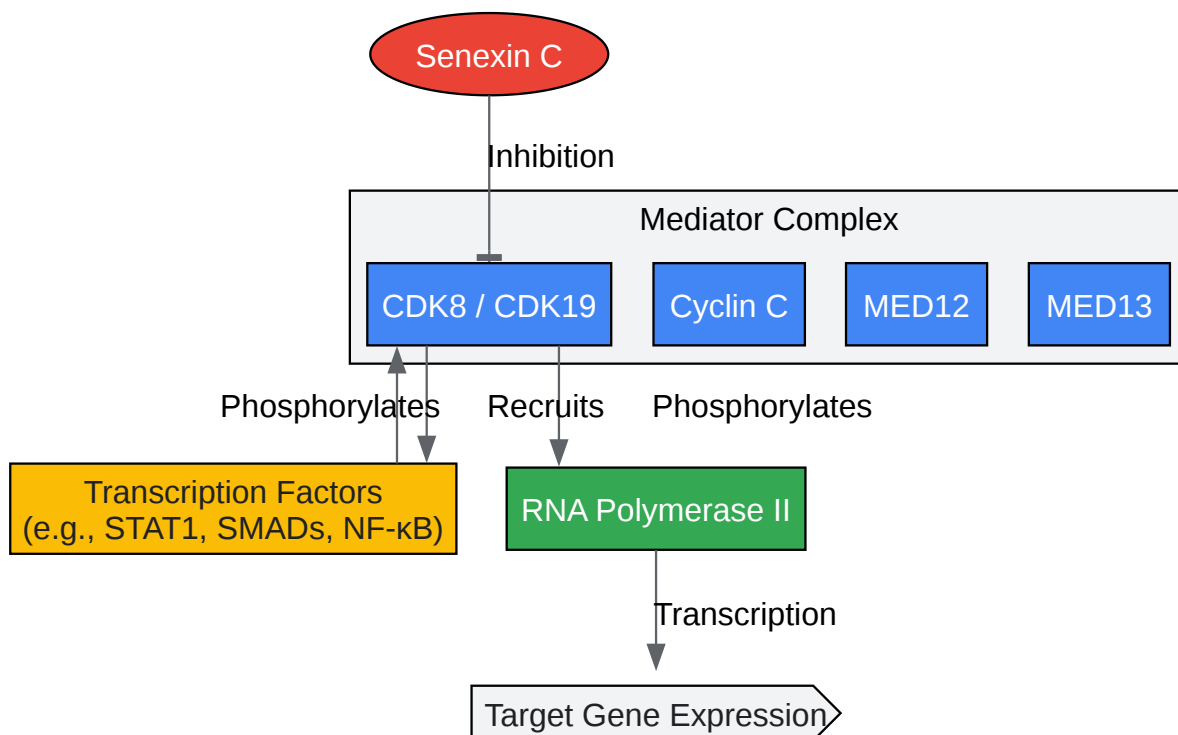 Senexin C
Inhibition
Mediator Complex
CDK8 / CDK19
Cyclin C
MED12
MED13
Phosphorylates
Recruits
Phosphorylates
Transcription Factors
(e.g., STAT1, SMADs, NF-κB)
RNA Polymerase II
Transcription
Target Gene Expression